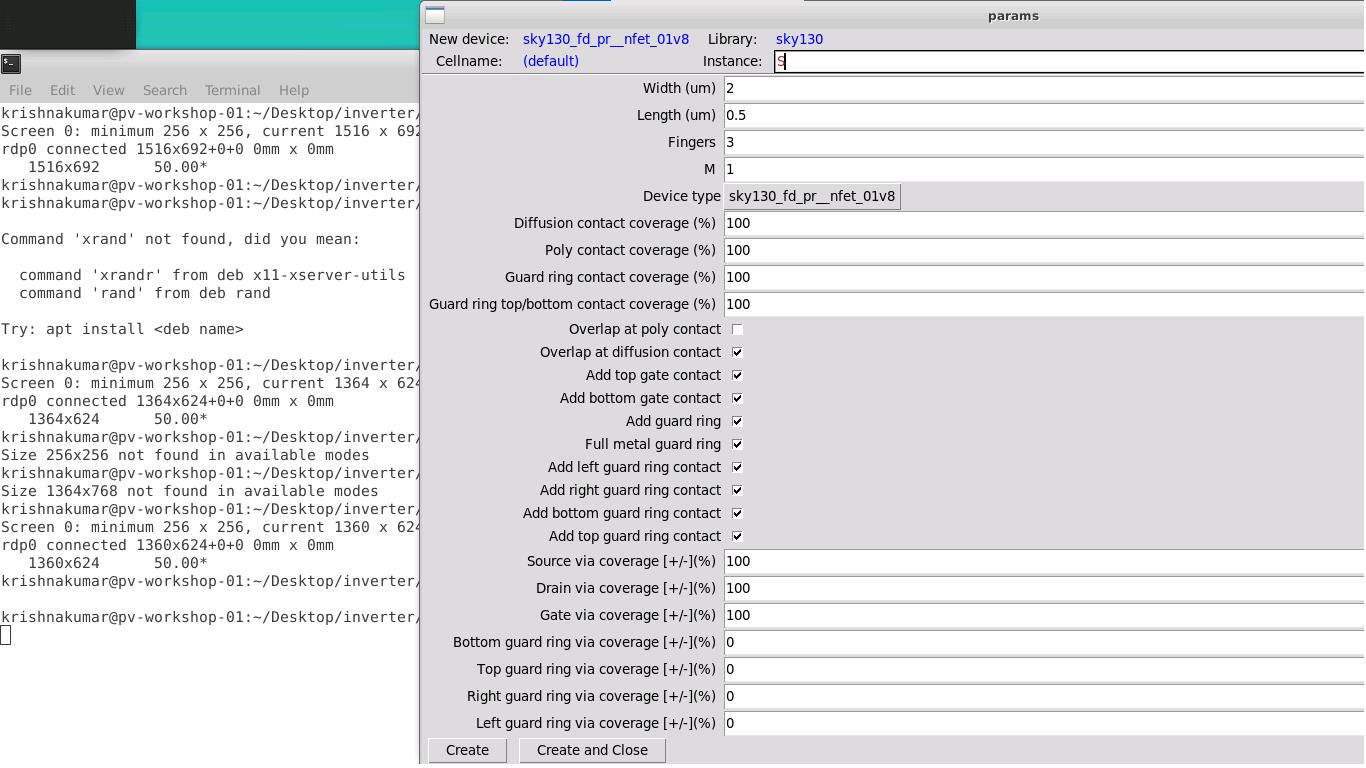 params
New device: sky130_fd_pr__nfet_01v8 Library: sky130
Cellname: (default) Instance: S
File Edit View Search Terminal Help
krishnakumar@pv-workshop-01:~/Desktop/inverter/
Screen 0: minimum 256 x 256, current 1516 x 692
rdp0 connected 1516x692+0+0 0mm x 0mm
1516x692 50.00*
krishnakumar@pv-workshop-01:~/Desktop/inverter/
krishnakumar@pv-workshop-01:~/Desktop/inverter/
Command 'xrand' not found, did you mean:
command 'xrandr' from deb x11-xserver-utils
command 'rand' from deb rand
Try: apt install <deb name>
krishnakumar@pv-workshop-01:~/Desktop/inverter/
Screen 0: minimum 256 x 256, current 1364 x 624
rdp0 connected 1364x624+0+0 0mm x 0mm
1364x624 50.00*
krishnakumar@pv-workshop-01:~/Desktop/inverter/
Size 256x256 not found in available modes
krishnakumar@pv-workshop-01:~/Desktop/inverter/
Size 1364x768 not found in available modes
krishnakumar@pv-workshop-01:~/Desktop/inverter/
Screen 0: minimum 256 x 256, current 1360 x 624
rdp0 connected 1360x624+0+0 0mm x 0mm
1360x624 50.00*
krishnakumar@pv-workshop-01:~/Desktop/inverter/
krishnakumar@pv-workshop-01:~/Desktop/inverter/
Width (um) 2
Length (um) 0.5
Fingers 3
M 1
Device type sky130_fd_pr__nfet_01v8
Diffusion contact coverage (%) 100
Poly contact coverage (%) 100
Guard ring contact coverage (%) 100
Guard ring top/bottom contact coverage (%) 100
Overlap at poly contact
Overlap at diffusion contact
Add top gate contact
Add bottom gate contact
Add guard ring
Full metal guard ring
Add left guard ring contact
Add right guard ring contact
Add bottom guard ring contact
Add top guard ring contact
Source via coverage [+/-](%) 100
Drain via coverage [+/-](%) 100
Gate via coverage [+/-](%) 100
Bottom guard ring via coverage [+/-](%) 0
Top guard ring via coverage [+/-](%) 0
Right guard ring via coverage [+/-](%) 0
Left guard ring via coverage [+/-](%) 0
Create Create and Close